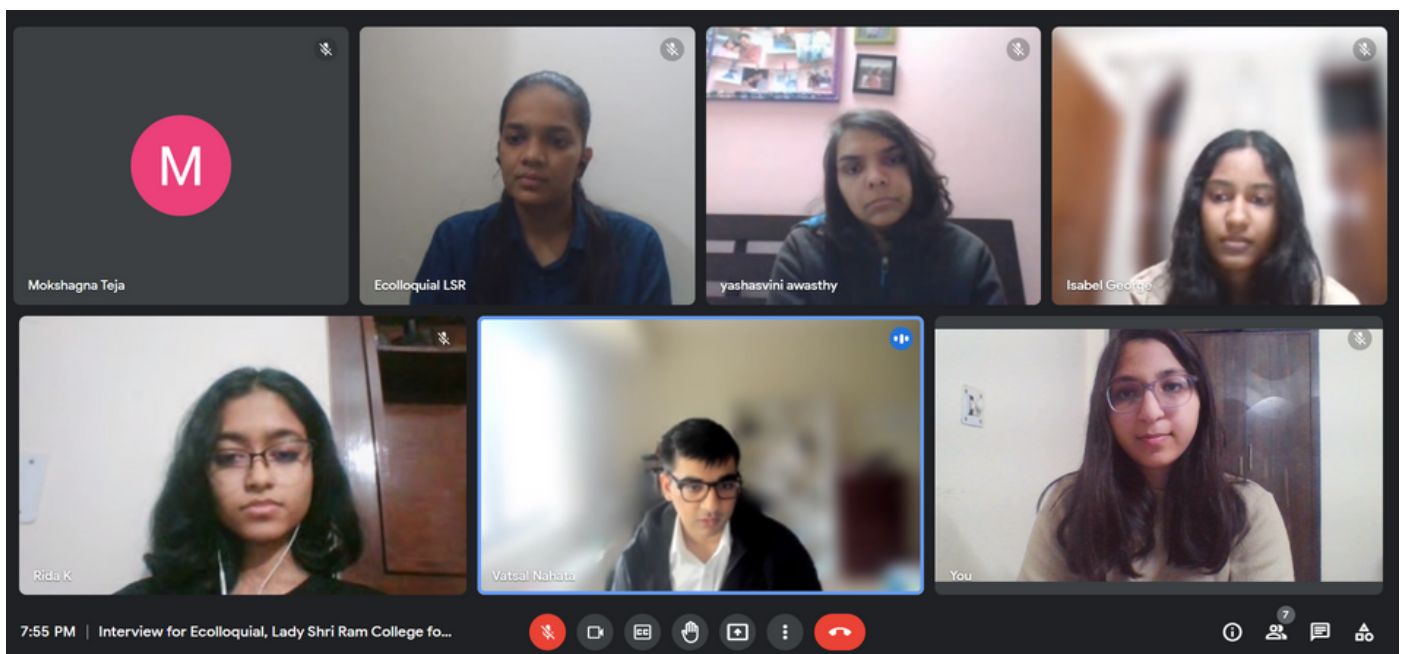 M
Mokshagna Teja
Ecolloquial LSR
yashasvini awasthy
Isabel George
Rida K
Vatsal Nahata
You
7:55 PM | Interview for Ecolloquial, Lady Shri Ram College fo...
CC
7